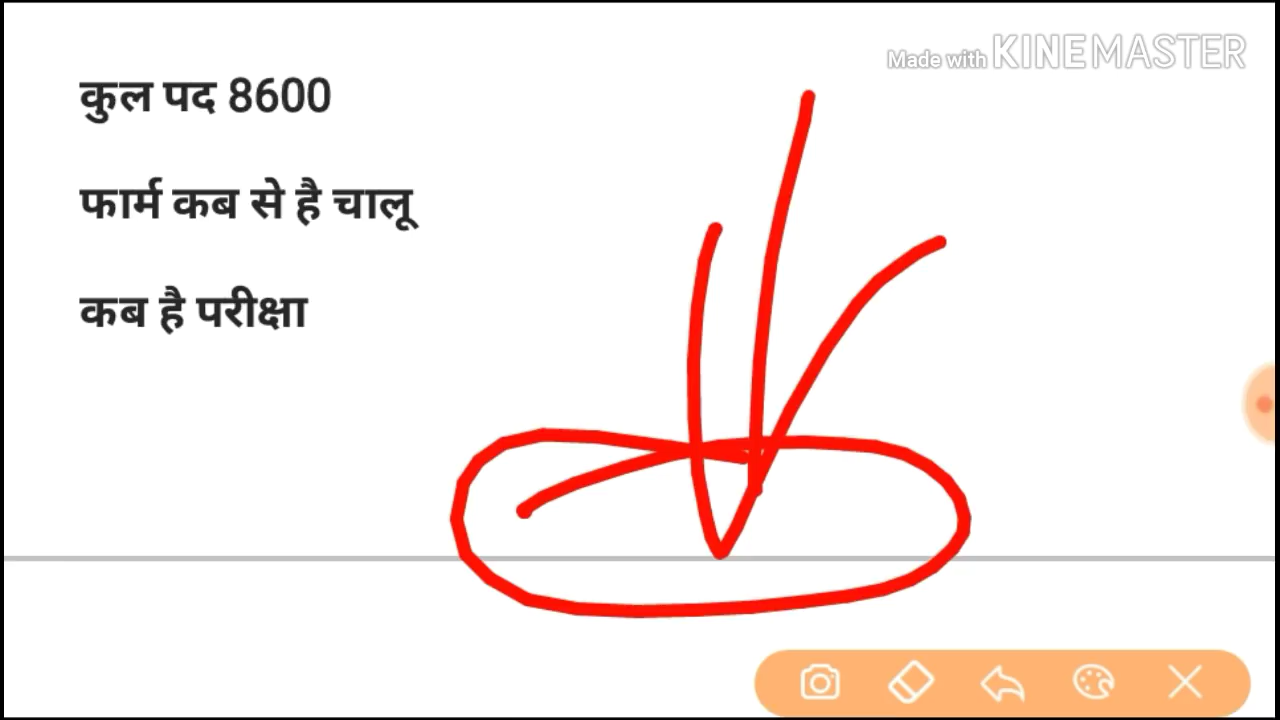 Made with KINEMASTER
कुल पद 8600
फार्म कब से है चालू
कब है परीक्षा